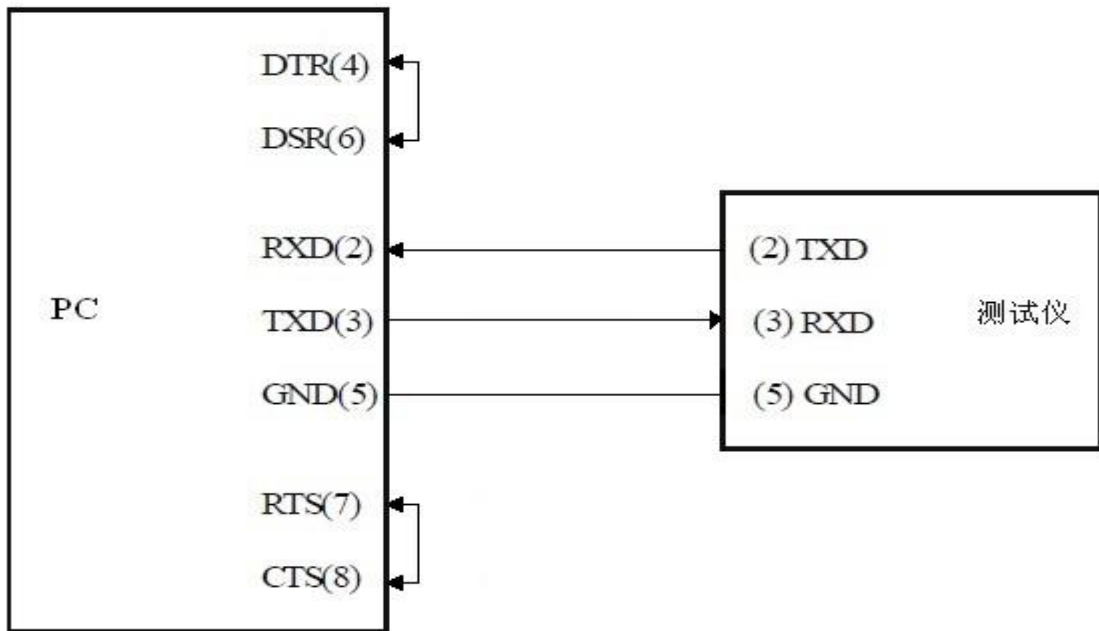 DTR(4)
DSR(6)
RXD(2)
(2) TXD
PC
TXD(3)
(3) RXD
测试仪
GND(5)
(5) GND
RTS(7)
CTS(8)